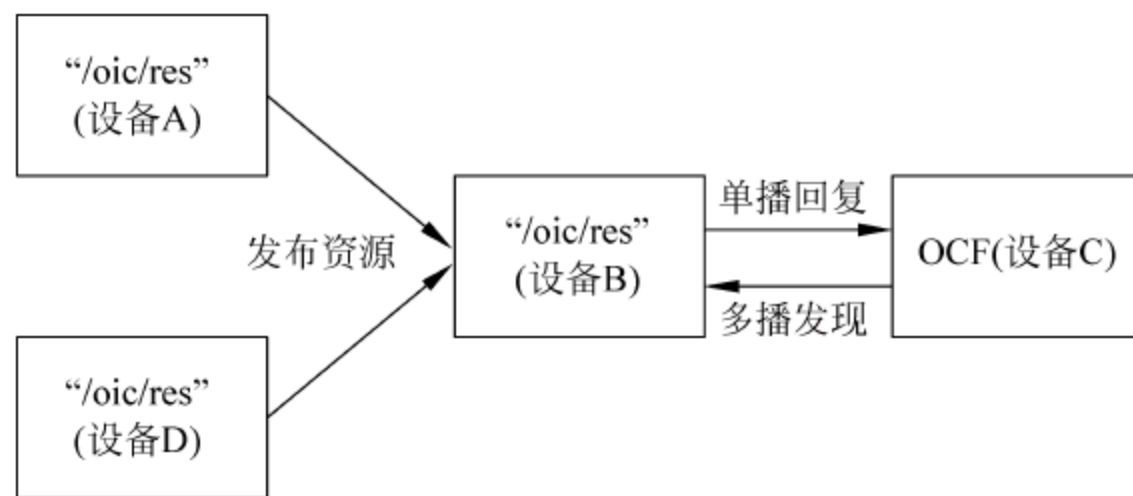 “/oic/res”
(设备A)
发布资源
“/oic/res”
(设备D)
“/oic/res”
(设备B)
单播回复
多播发现
OCF(设备C)